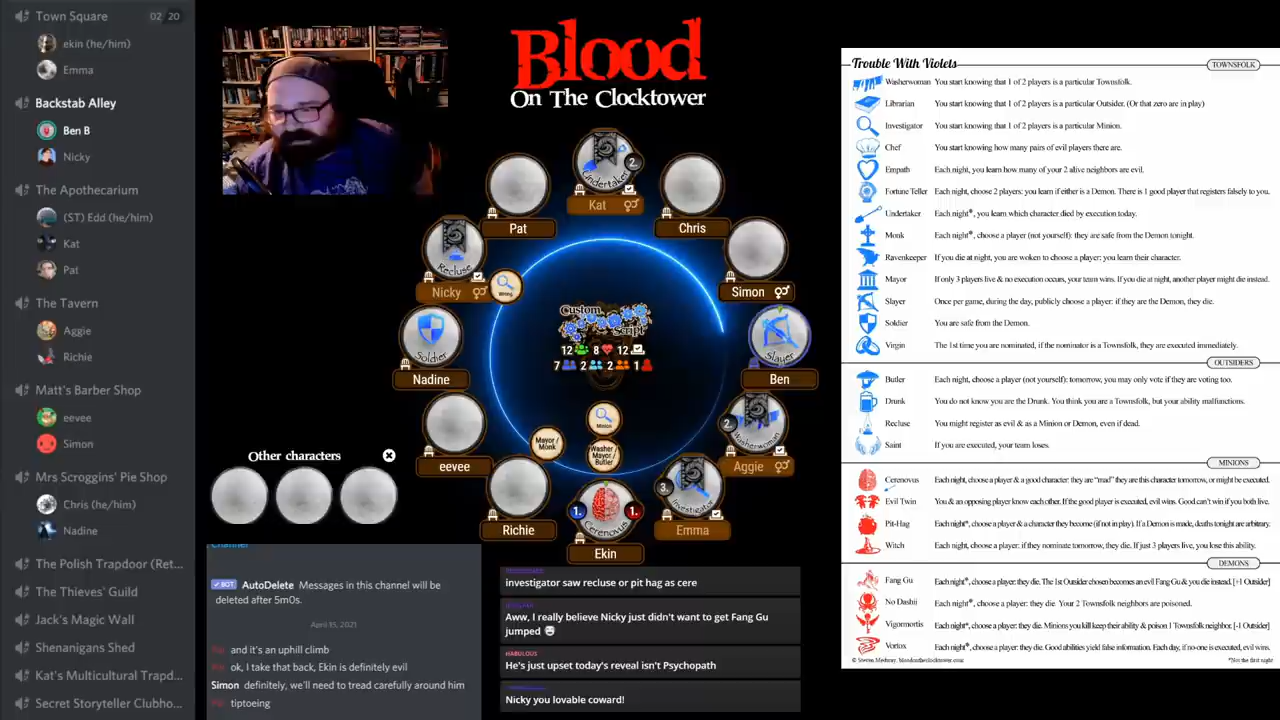 Town Square
02 20
ekin (he/him)
Emma
Backstab Alley
Ben B
Nicky
The Apothecarium
(ST) Edd (he/him)
Kat
Pat
The Tavern
Aggie
Richie
Matt's Barber Shop
eevee
Simon
Mrs Scroggins' Pie Shop
Chris (he/him)
Nadine
The Polish Trapdoor (Ret...
The Thieves' Guild
Jack's Magic Wall
Shenanigans Shed
Kat's Multicultural Trapd...
Secret Storyteller Clubho...
Blood
On The Clocktower
Undertaker
2.
Kat
Pat
Chris
Recluse
Nicky
Wrong
Simon
Soldier
Nadine
Custom
Script
12 8 12
7 2 2 1
Slayer
Ben
eevee
Mayor /
Monk
Minion
Washer /
Mayor /
Butler
2.
Washerwoman
Aggie
Richie
1.
1.
Cerenovus
Ekin
3.
Investigator
Emma
Other characters
Channel
BOT AutoDelete Messages in this channel will be
deleted after 5m0s.
April 15, 2021
and it's an uphill climb
ok, I take that back, Ekin is definitely evil
Simon definitely, we'll need to tread carefully around him
tiptoeing
investigator saw recluse or pit hag as cere
Aww, I really believe Nicky just didn't want to get Fang Gu
jumped
He's just upset today's reveal isn't Psychopath
Nicky you lovable coward!
Trouble With Violets
TOWNSFOLK
Washerwoman You start knowing that 1 of 2 players is a particular Townsfolk.
Librarian You start knowing that 1 of 2 players is a particular Outsider. (Or that zero are in play)
Investigator You start knowing that 1 of 2 players is a particular Minion.
Chef You start knowing how many pairs of evil players there are.
Empath Each night, you learn how many of your 2 alive neighbors are evil.
Fortune Teller Each night, choose 2 players: you learn if either is a Demon. There is 1 good player that registers falsely to you.
Undertaker Each night*, you learn which character died by execution today.
Monk Each night*, choose a player (not yourself): they are safe from the Demon tonight.
Ravenkeeper If you die at night, you are woken to choose a player: you learn their character.
Mayor If only 3 players live & no execution occurs, your team wins. If you die at night, another player might die instead.
Slayer Once per game, during the day, publicly choose a player: if they are the Demon, they die.
Soldier You are safe from the Demon.
Virgin The 1st time you are nominated, if the nominator is a Townsfolk, they are executed immediately.
OUTSIDERS
Butler Each night, choose a player (not yourself): tomorrow, you may only vote if they are voting too.
Drunk You do not know you are the Drunk. You think you are a Townsfolk, but your ability malfunctions.
Recluse You might register as evil & as a Minion or Demon, even if dead.
Saint If you are executed, your team loses.
MINIONS
Cerenovus Each night, choose a player & a good character: they are "mad" they are this character tomorrow, or might be executed.
Evil Twin You & an opposing player know each other. If the good player is executed, evil wins. Good can't win if you both live.
Pit-Hag Each night*, choose a player & a character they become (if not in play). If a Demon is made, deaths tonight are arbitrary.
Witch Each night, choose a player: if they nominate tomorrow, they die. If just 3 players live, you lose this ability.
DEMONS
Fang Gu Each night*, choose a player: they die. The 1st Outsider chosen becomes an evil Fang Gu & you die instead. [+1 Outsider]
No Dashii Each night*, choose a player: they die. Your 2 Townsfolk neighbors are poisoned.
Vigormortis Each night*, choose a player: they die. Minions you kill keep their ability & poison 1 Townsfolk neighbor. [-1 Outsider]
Vortox Each night*, choose a player: they die. Good abilities yield false information. Each day, if no-one is executed, evil wins.
© Steven Medway, bloodontheclocktower.com
*Not the first night